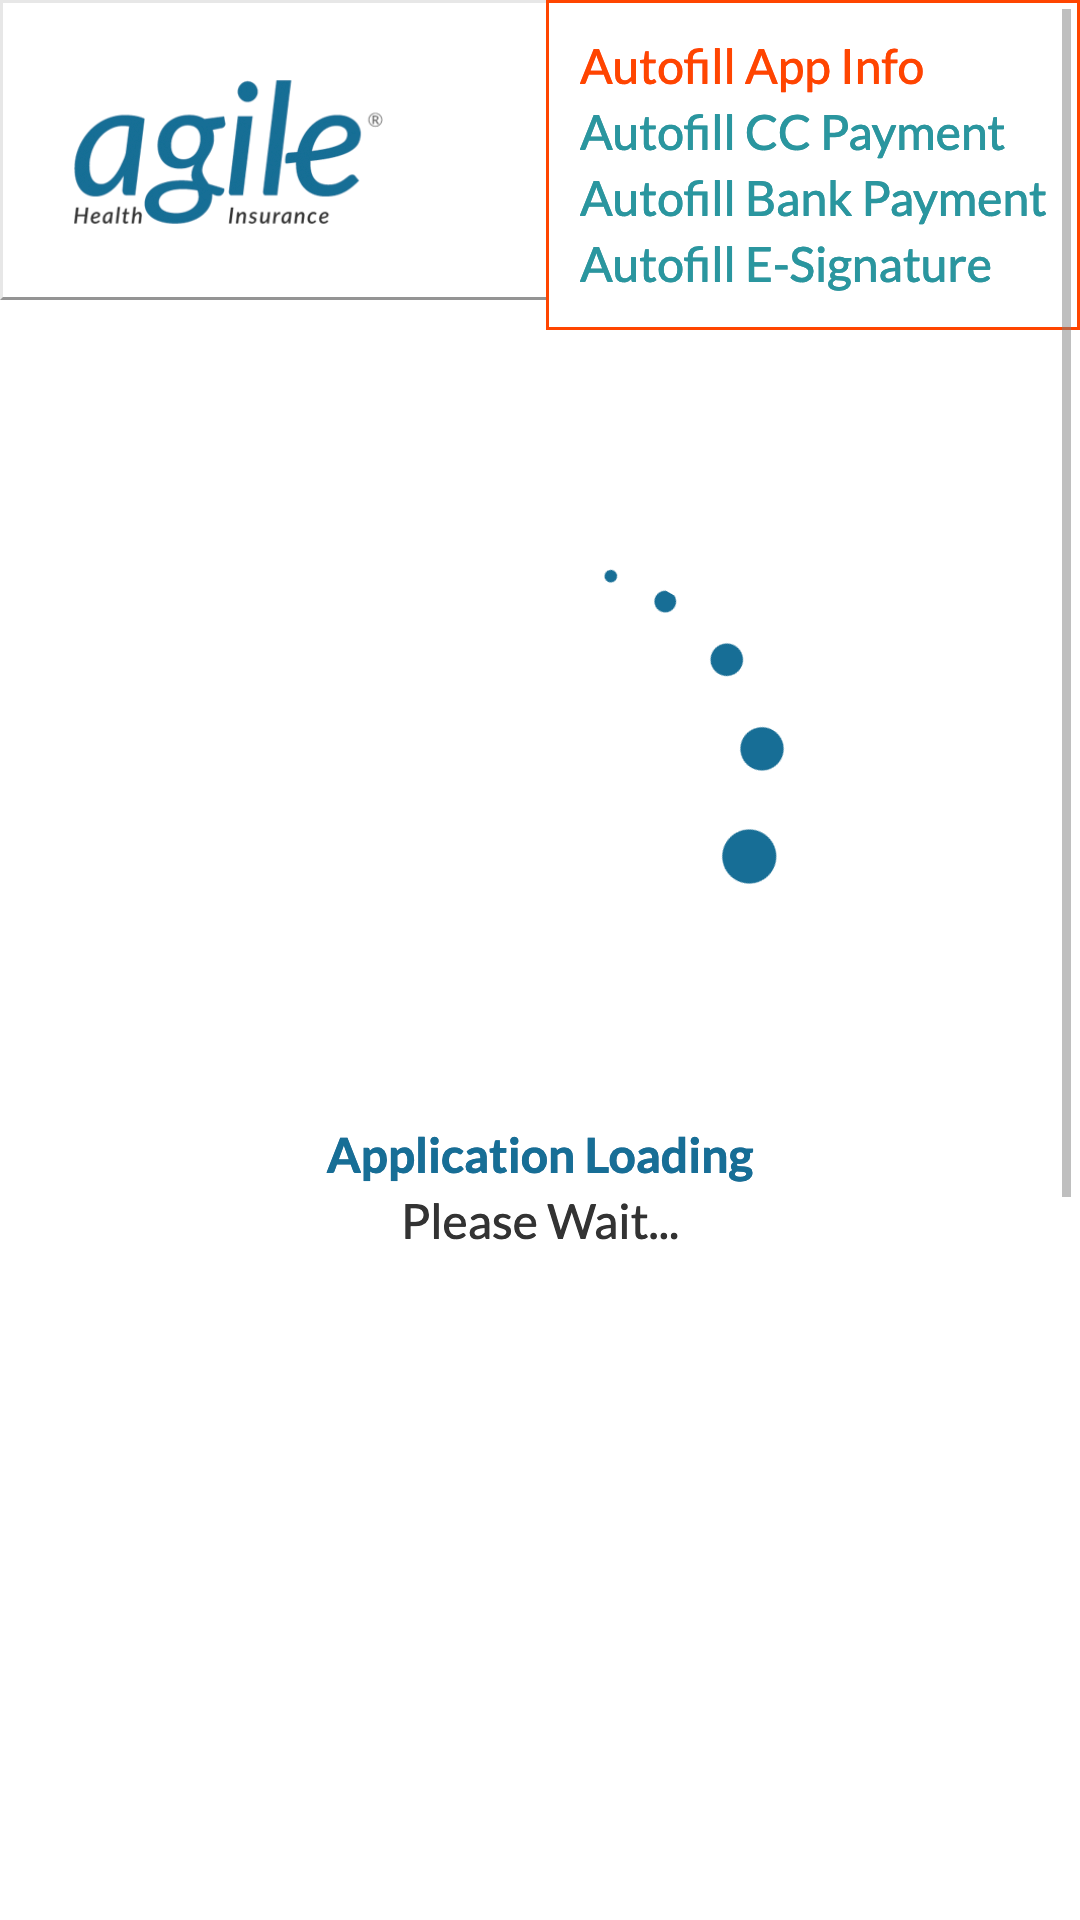 agile®
Health Insurance
Autofill App Info
Autofill CC Payment
Autofill Bank Payment
Autofill E-Signature
Application Loading
Please Wait...